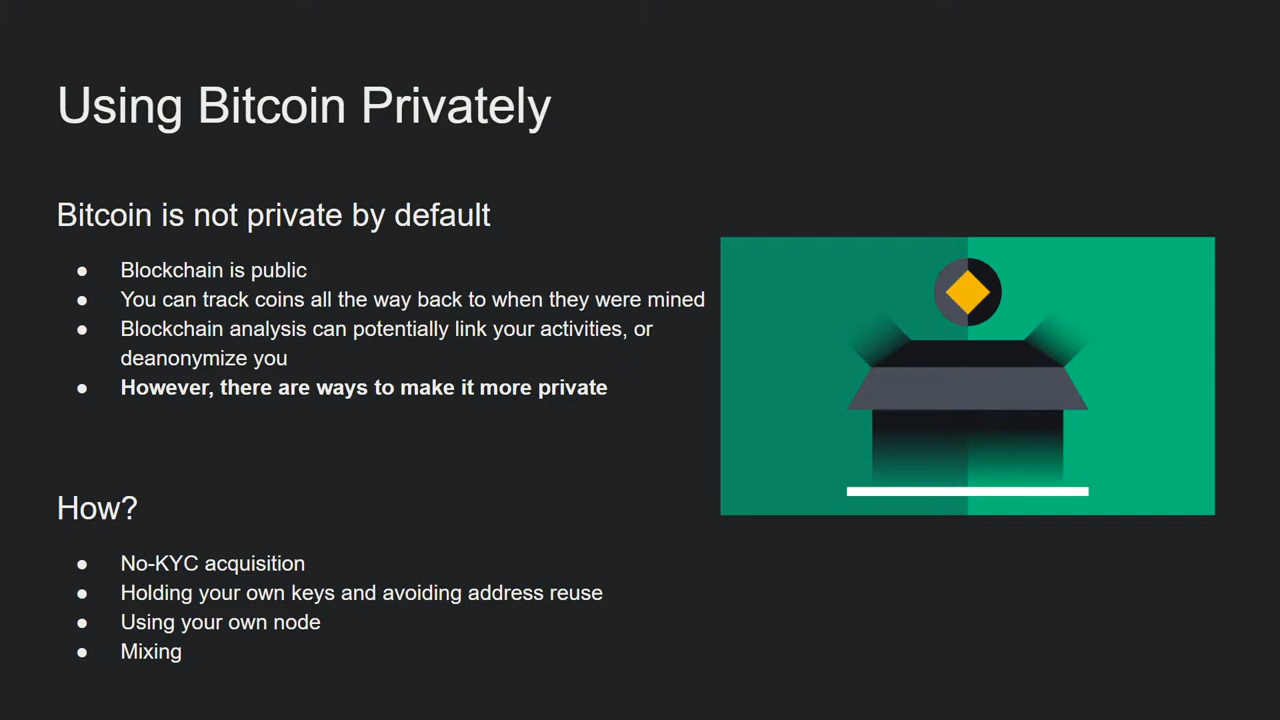 Using Bitcoin Privately
Bitcoin is not private by default
● Blockchain is public
● You can track coins all the way back to when they were mined
● Blockchain analysis can potentially link your activities, or
deanonymize you
● However, there are ways to make it more private
How?
● No-KYC acquisition
● Holding your own keys and avoiding address reuse
● Using your own node
● Mixing